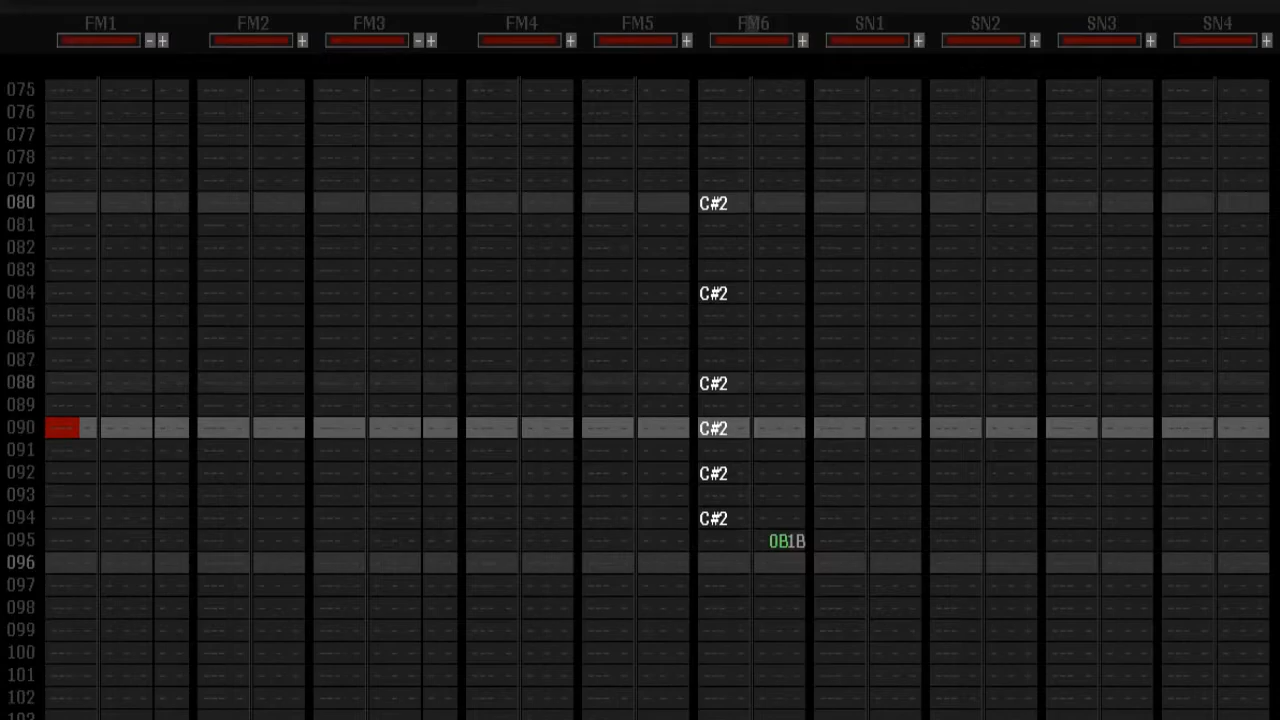 FM1 FM2 FM3 FM4 FM5 FM6 SN1 SN2 SN3 SN4
- + + - + + + + + + + +
075
076
077
078
079
080 C#2
081
082
083
084 C#2
085
086
087
088 C#2
089
090 C#2
091
092 C#2
093
094 C#2
095 0B1B
096
097
098
099
100
101
102